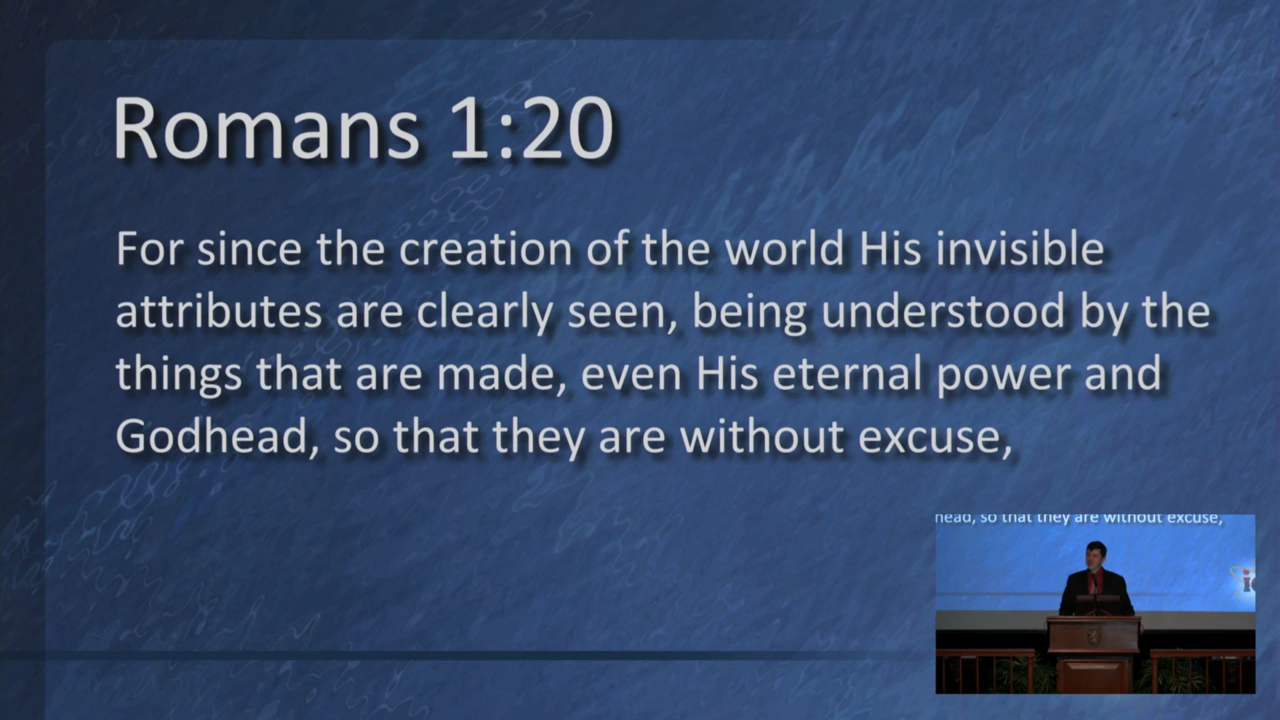 Romans 1:20
For since the creation of the world His invisible
attributes are clearly seen, being understood by the
things that are made, even His eternal power and
Godhead, so that they are without excuse,
head, so that they are without excuse,